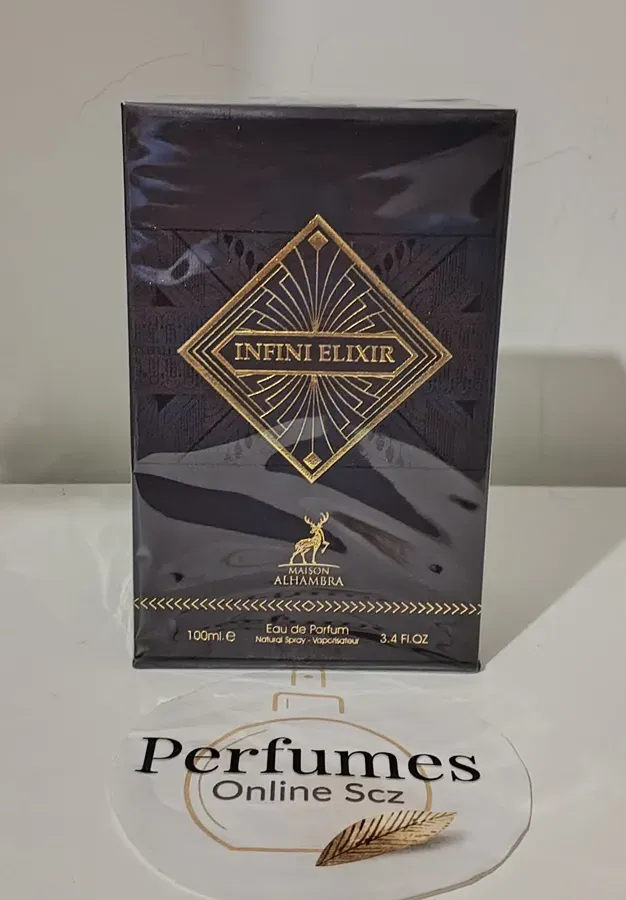 INFINI ELIXIR
MAISON
ALHAMBRA
100ml.e
Eau de Parfum
Natural Spray - Vaporisateur
3.4 Fl.OZ
Perfumes
Online Scz